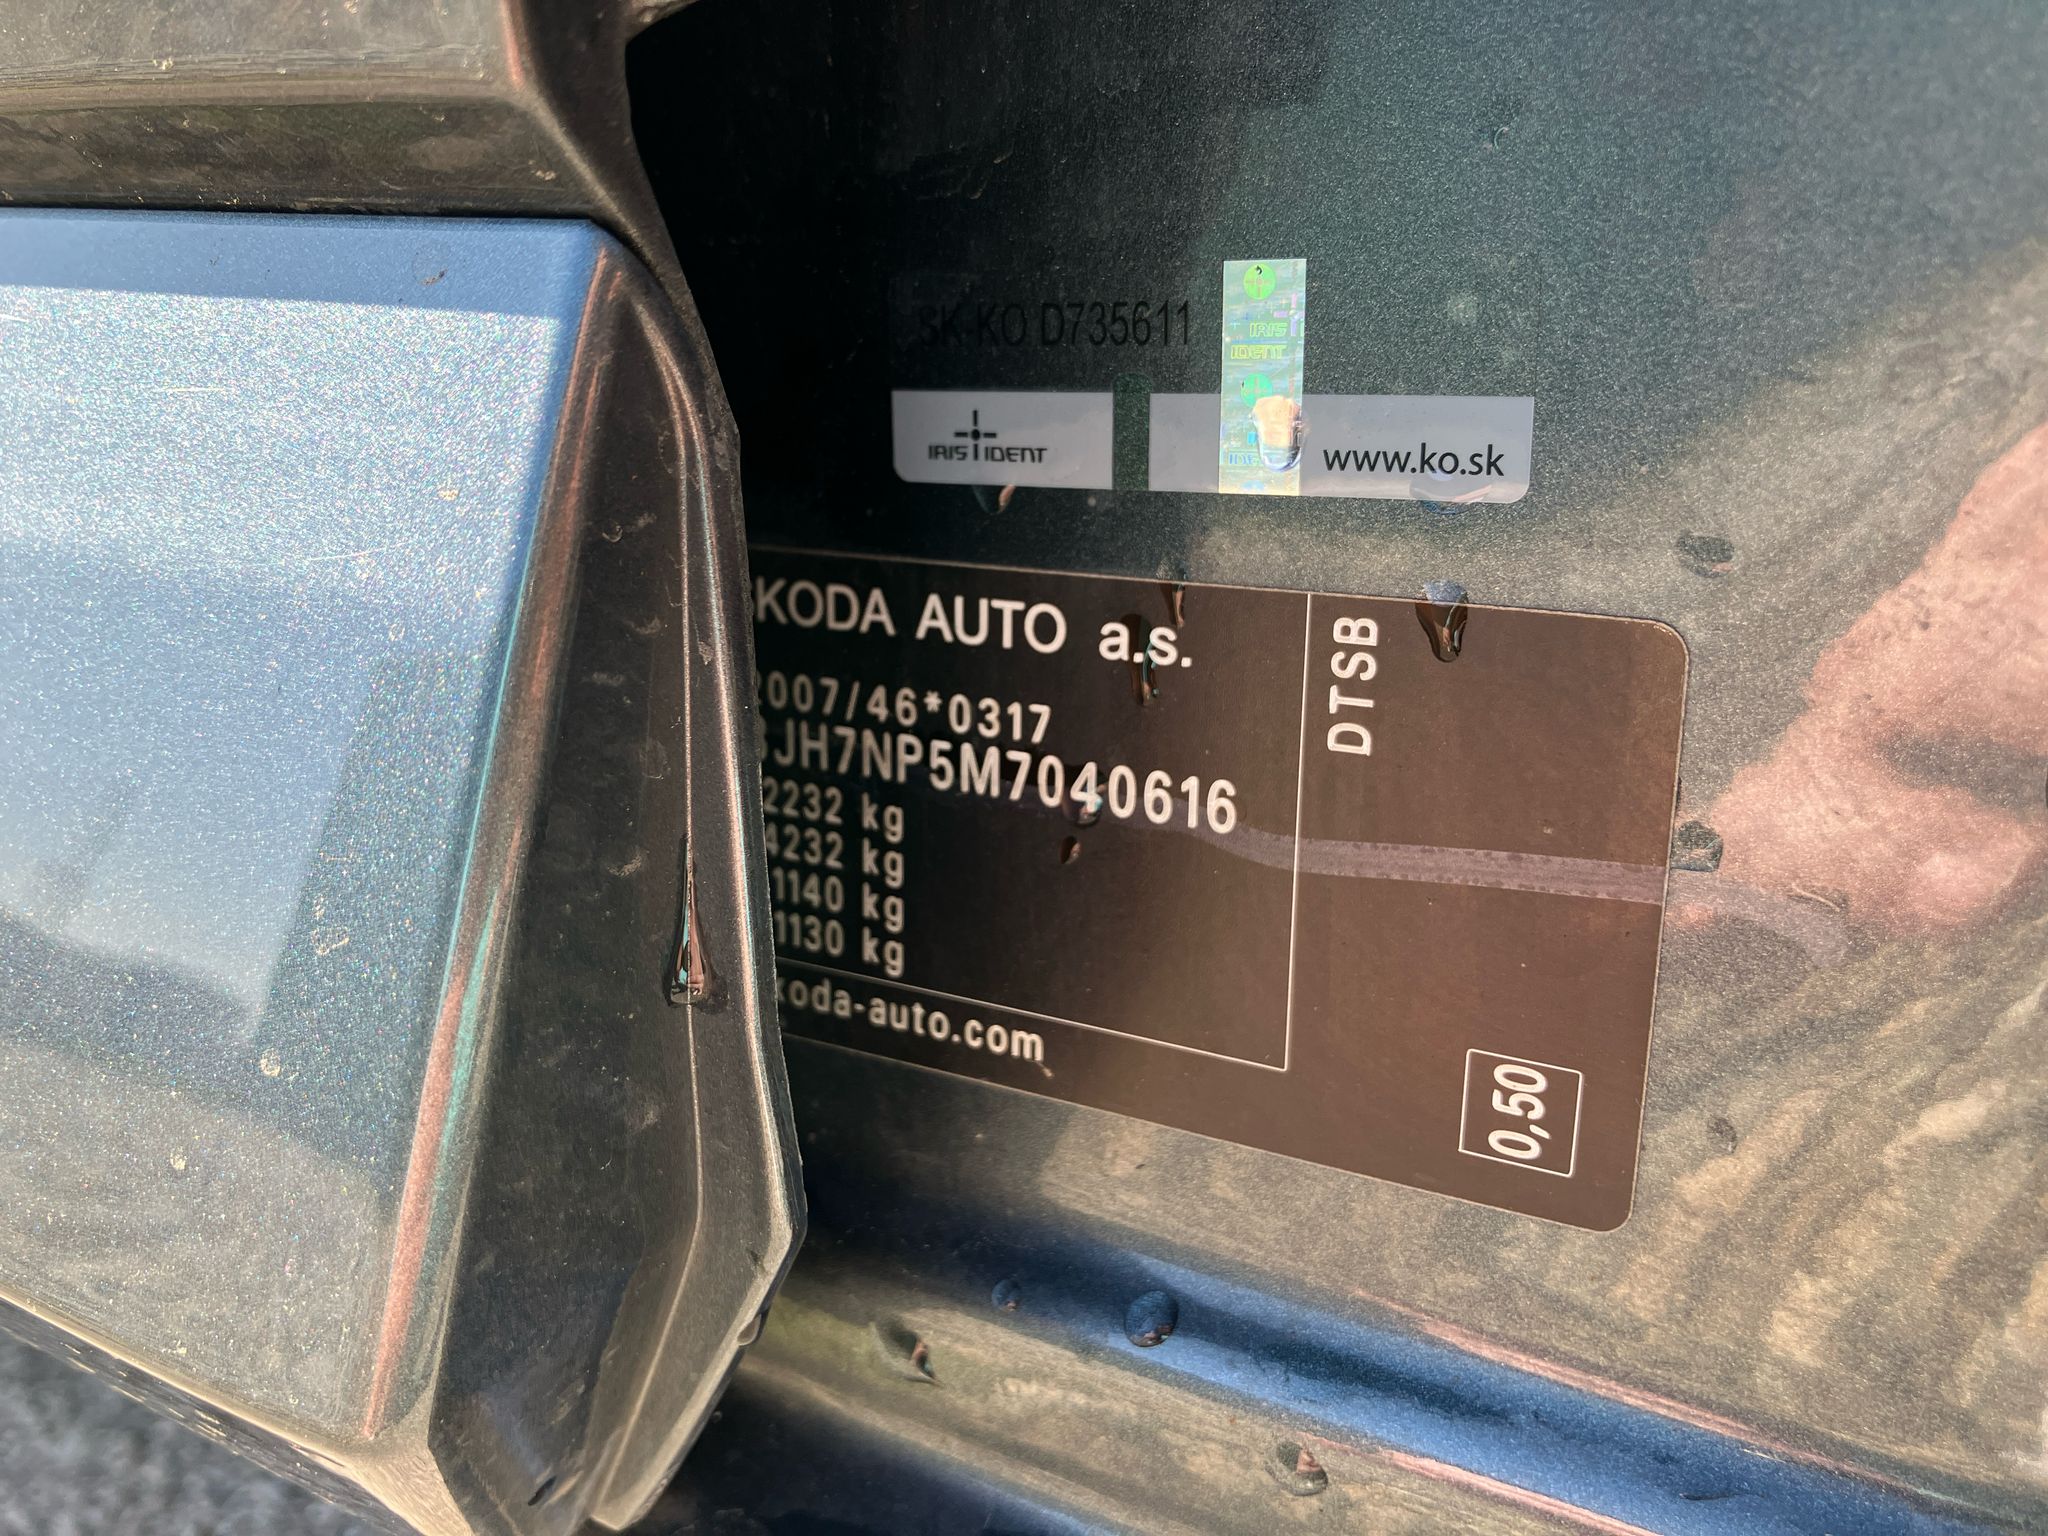 SK-KO D735611
IRIS IDENT
IRIS
IDENT
www.ko.sk
KODA AUTO a.s.
2007/46*0317
JH7NP5M7040616
2232 kg
4232 kg
1140 kg
1130 kg
koda-auto.com
DTSB
0,50